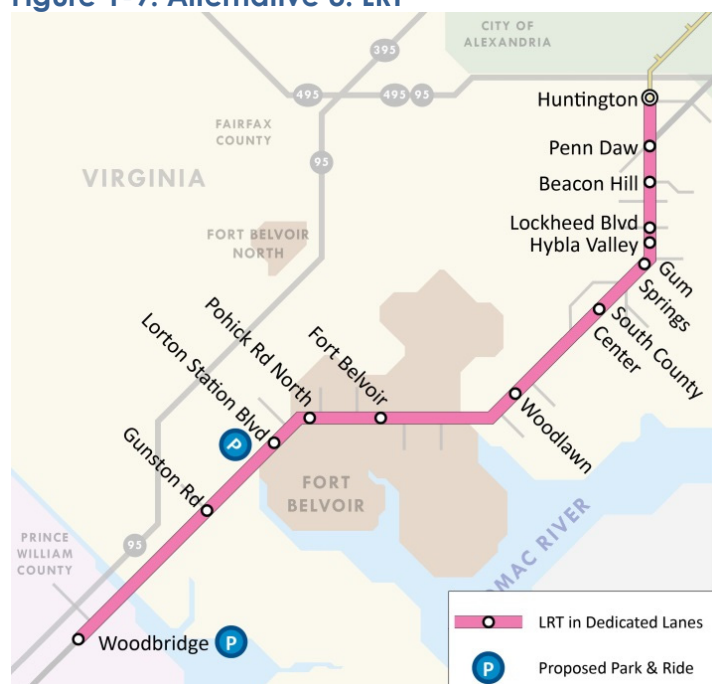 CITY OF
ALEXANDRIA
395
495
495
95
Huntington
FAIRFAX
COUNTY
Penn Daw
95
VIRGINIA
Beacon Hill
Lockheed Blvd
FORT BELVOIR
NORTH
Hybla Valley
Gum
Springs
South County
Center
Pohick Rd North
Fort Belvoir
Lorton Station Blvd
Woodlawn
P
Gunston Rd
FORT
BELVOIR
PRINCE
WILLIAM
COUNTY
95
OMAC RIVER
Woodbridge P
LRT in Dedicated Lanes
P Proposed Park & Ride